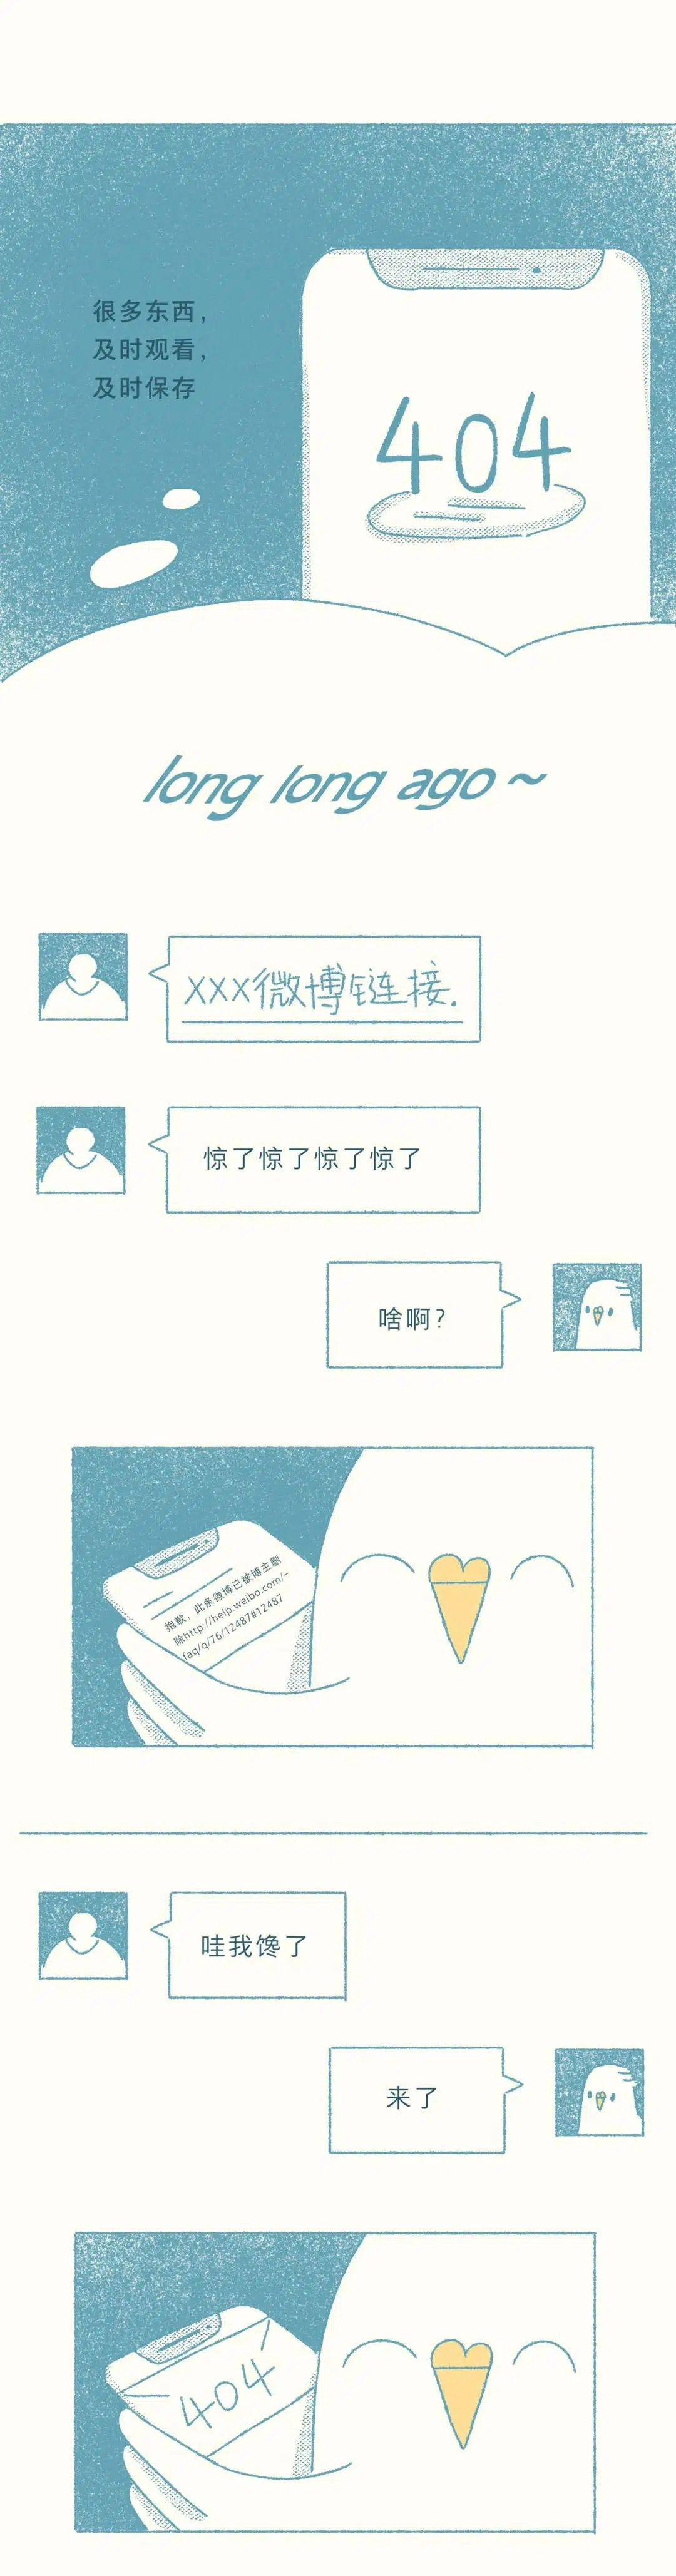 很多东西，
及时观看，
及时保存
404
long long ago~
XXX微博链接.
惊了惊了惊了惊了
啥啊?
抱歉，此条微博已被博主删
除http://help.weibo.com/~
faq/q/76/12487#12487
哇我馋了
来了
404